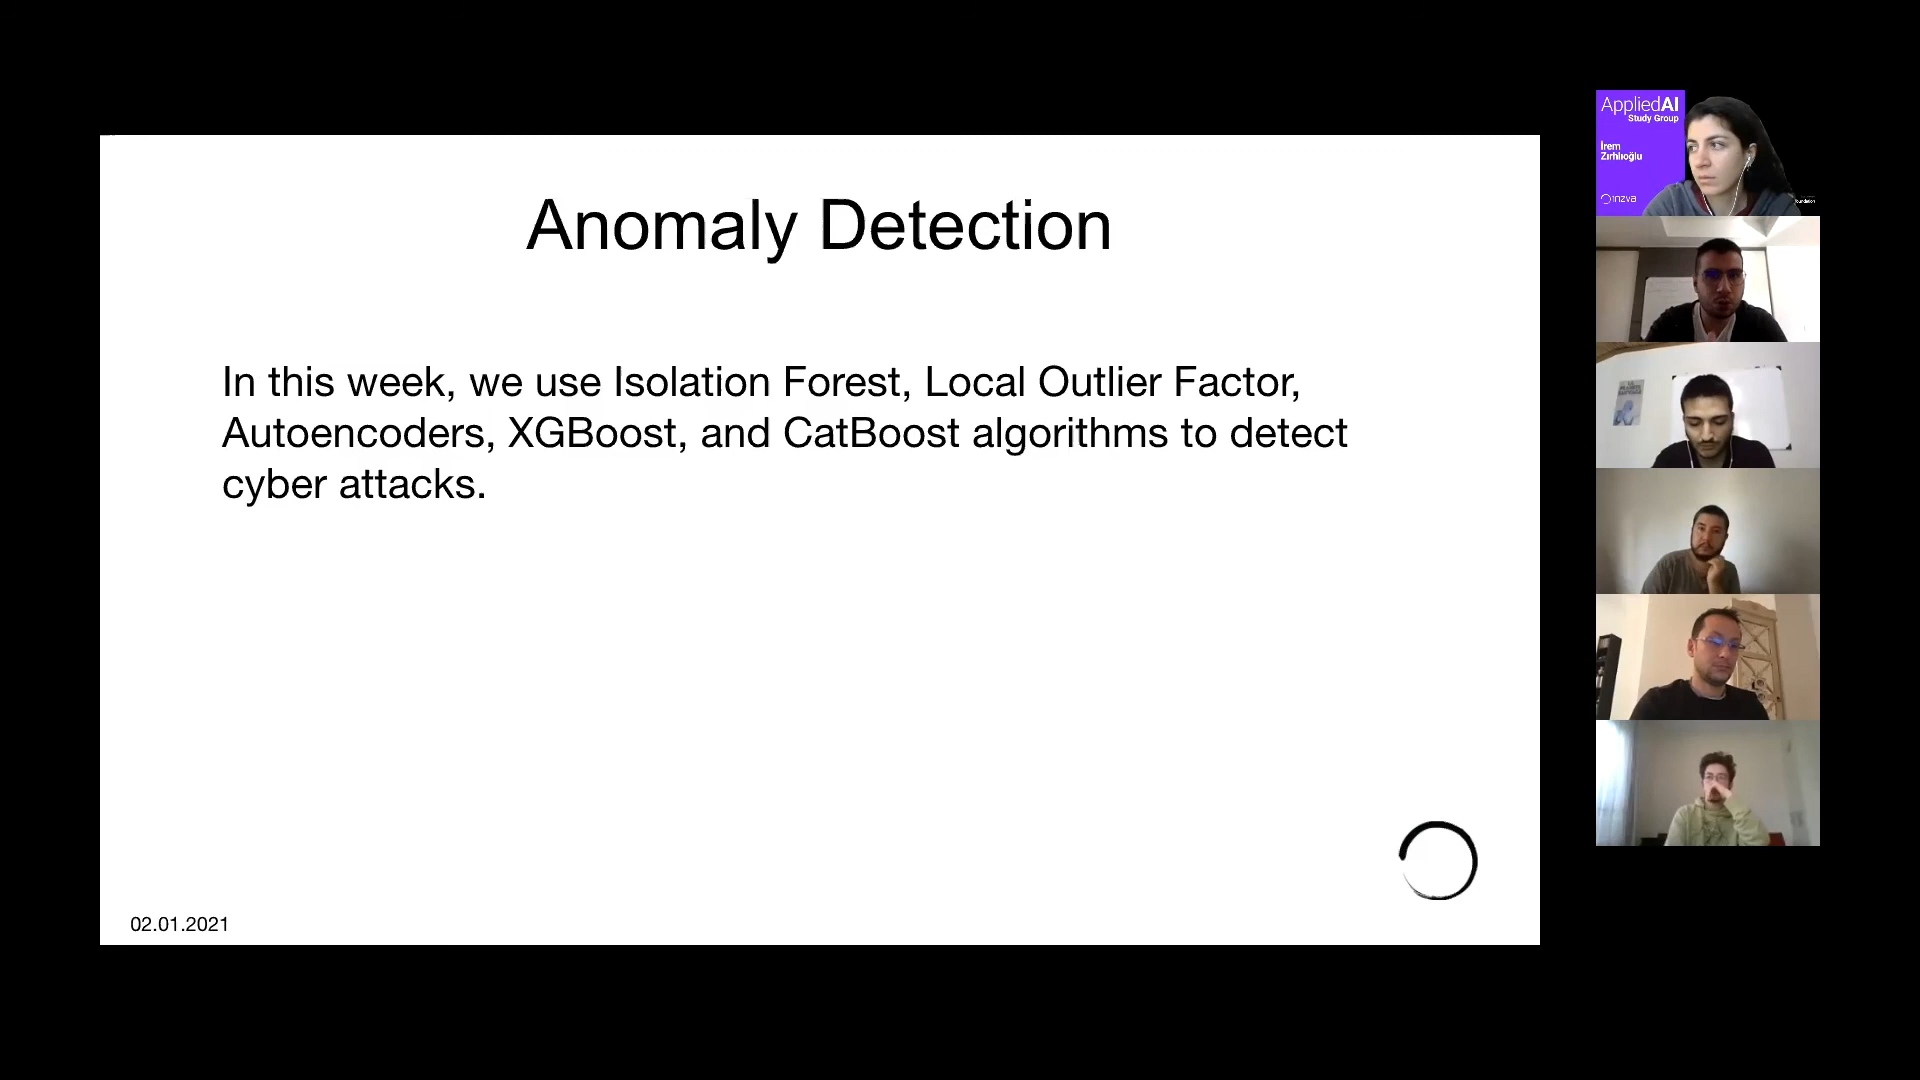 Anomaly Detection
In this week, we use Isolation Forest, Local Outlier Factor,
Autoencoders, XGBoost, and CatBoost algorithms to detect
cyber attacks.
02.01.2021
AppliedAI
Study Group
İrem
Zırhlıoğlu
inzva
foundation